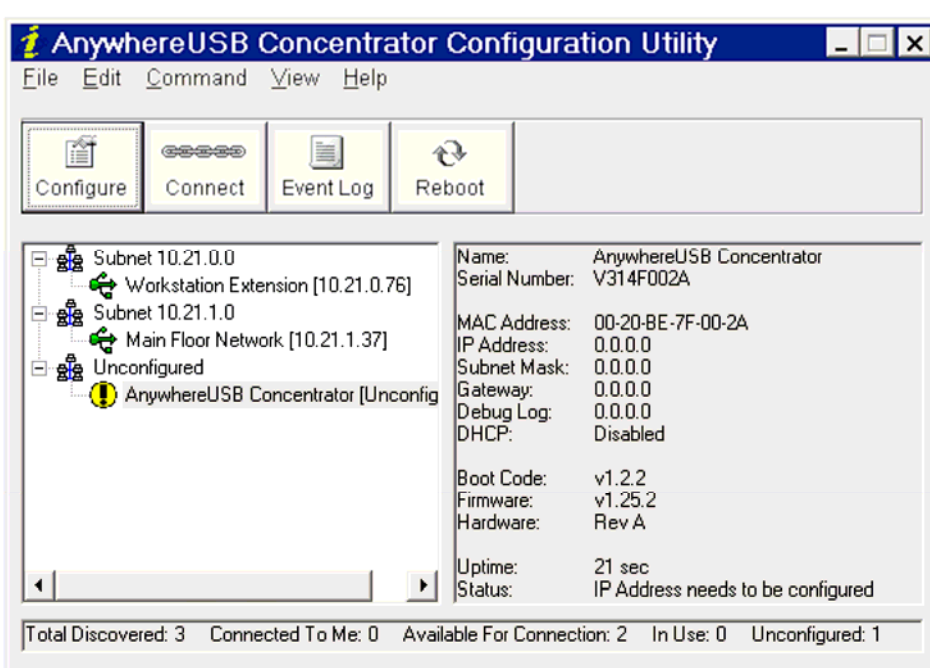 AnywhereUSB Concentrator Configuration Utility
File Edit Command View Help
Configure Connect Event Log Reboot
Subnet 10.21.0.0
Workstation Extension [10.21.0.76]
Subnet 10.21.1.0
Main Floor Network [10.21.1.37]
Unconfigured
AnywhereUSB Concentrator [Unconfig
Name: AnywhereUSB Concentrator
Serial Number: V314F002A
MAC Address: 00-20-BE-7F-00-2A
IP Address: 0.0.0.0
Subnet Mask: 0.0.0.0
Gateway: 0.0.0.0
Debug Log: 0.0.0.0
DHCP: Disabled
Boot Code: v1.2.2
Firmware: v1.25.2
Hardware: Rev A
Uptime: 21 sec
Status: IP Address needs to be configured
Total Discovered: 3 Connected To Me: 0 Available For Connection: 2 In Use: 0 Unconfigured: 1